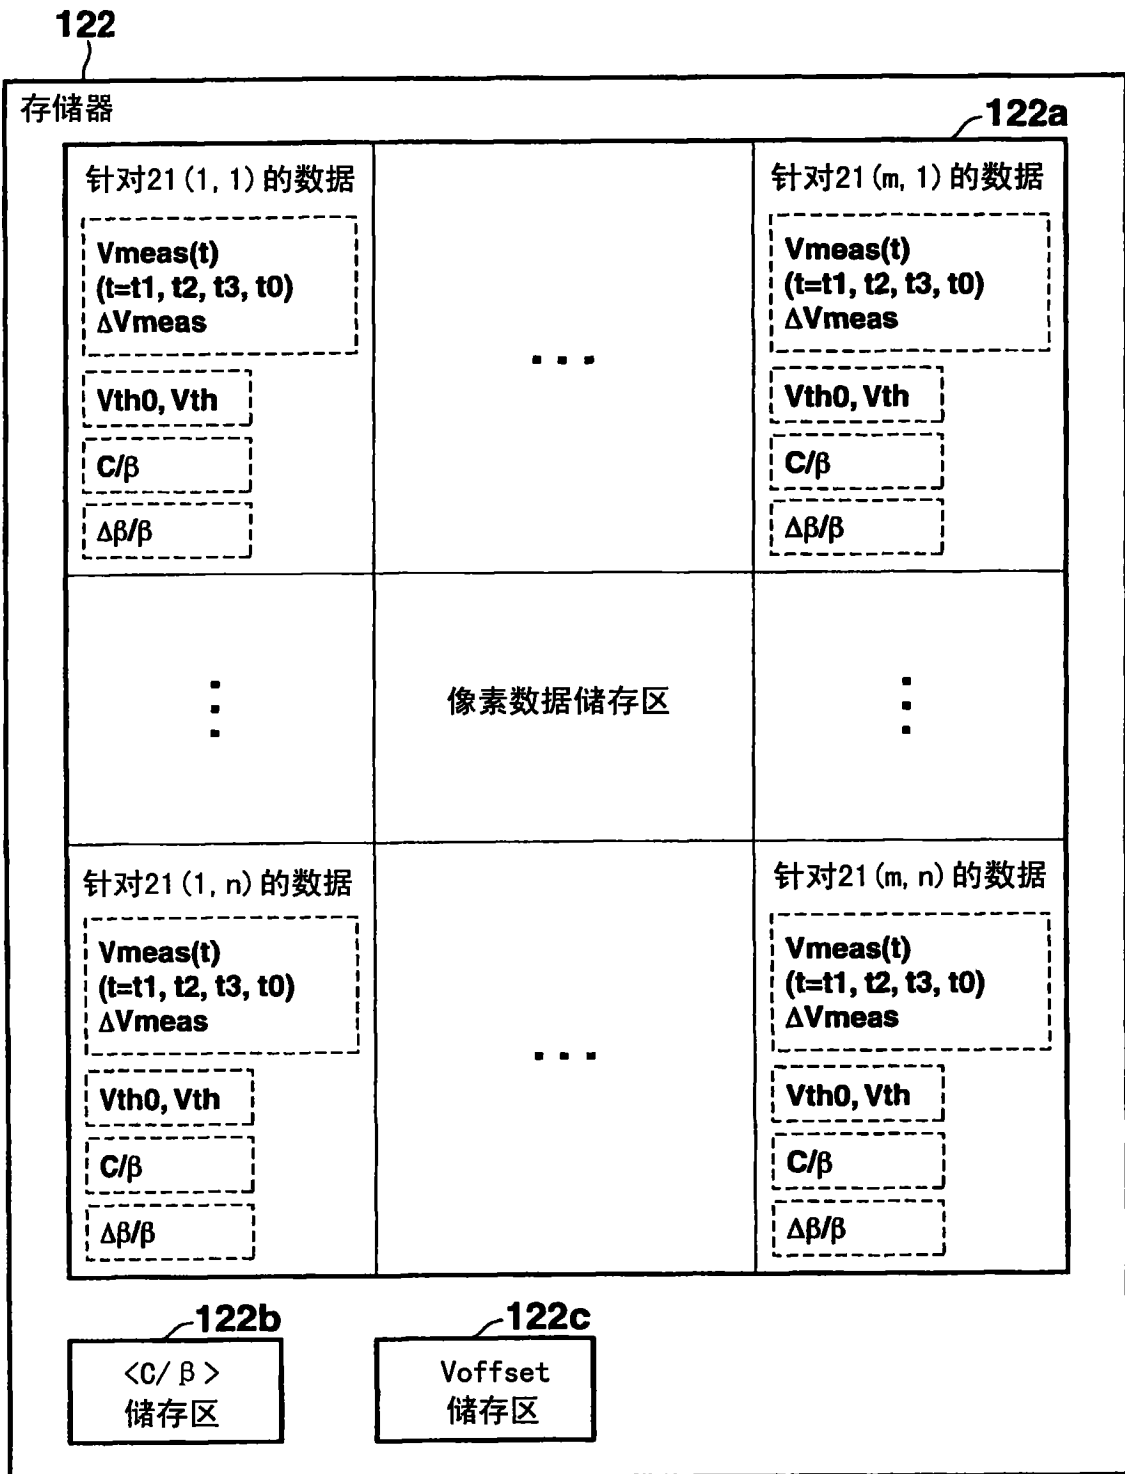 122
存储器
122a
针对21(1, 1)的数据
Vmeas(t)
(t=t1, t2, t3, t0)
ΔVmeas
Vth0, Vth
C/β
Δβ/β
...
针对21(m, 1)的数据
Vmeas(t)
(t=t1, t2, t3, t0)
ΔVmeas
Vth0, Vth
C/β
Δβ/β
像素数据储存区
针对21(1, n)的数据
Vmeas(t)
(t=t1, t2, t3, t0)
ΔVmeas
Vth0, Vth
C/β
Δβ/β
...
针对21(m, n)的数据
Vmeas(t)
(t=t1, t2, t3, t0)
ΔVmeas
Vth0, Vth
C/β
Δβ/β
122b
<C/β>
储存区
122c
Voffset
储存区